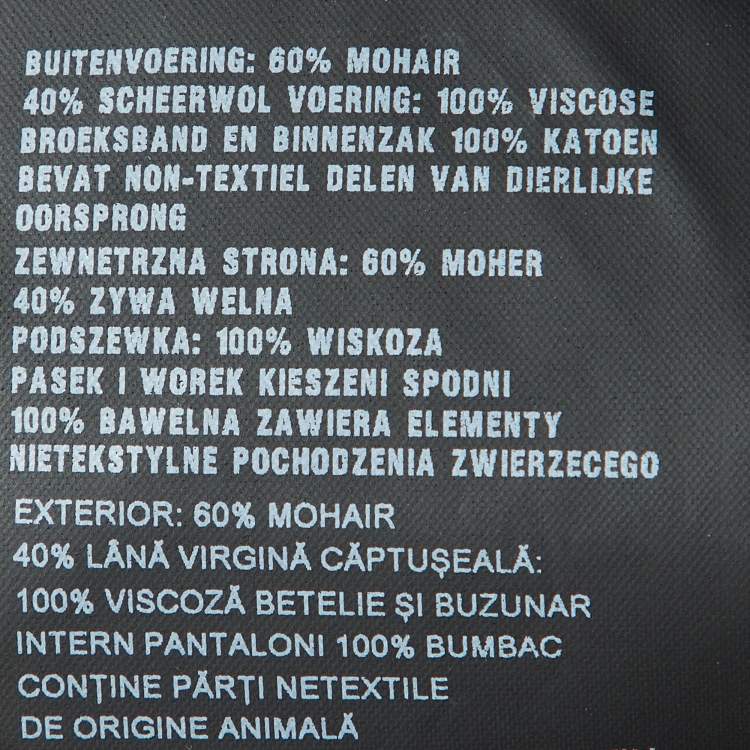 BUITENVOERING: 60% MOHAIR
40% SCHEERWOL VOERING: 100% VISCOSE
BROEKSBAND EN BINNENZAK 100% KATOEN
BEVAT NON-TEXTIEL DELEN VAN DIERLIJKE
OORSPRONG
ZEWNETRZNA STRONA: 60% MOHER
40% ZYWA WELNA
PODSZEWKA: 100% WISKOZA
PASEK I WOREK KIESZENI SPODNI
100% BAWELNA ZAWIERA ELEMENTY
NIETEKSTYLNE POCHODZENIA ZWIERZECEGO
EXTERIOR: 60% MOHAIR
40% LÂNĂ VIRGINĂ CĂPTUȘEALĂ:
100% VISCOZĂ BETELIE ȘI BUZUNAR
INTERN PANTALONI 100% BUMBAC
CONȚINE PĂRȚI NETEXTILE
DE ORIGINE ANIMALĂ